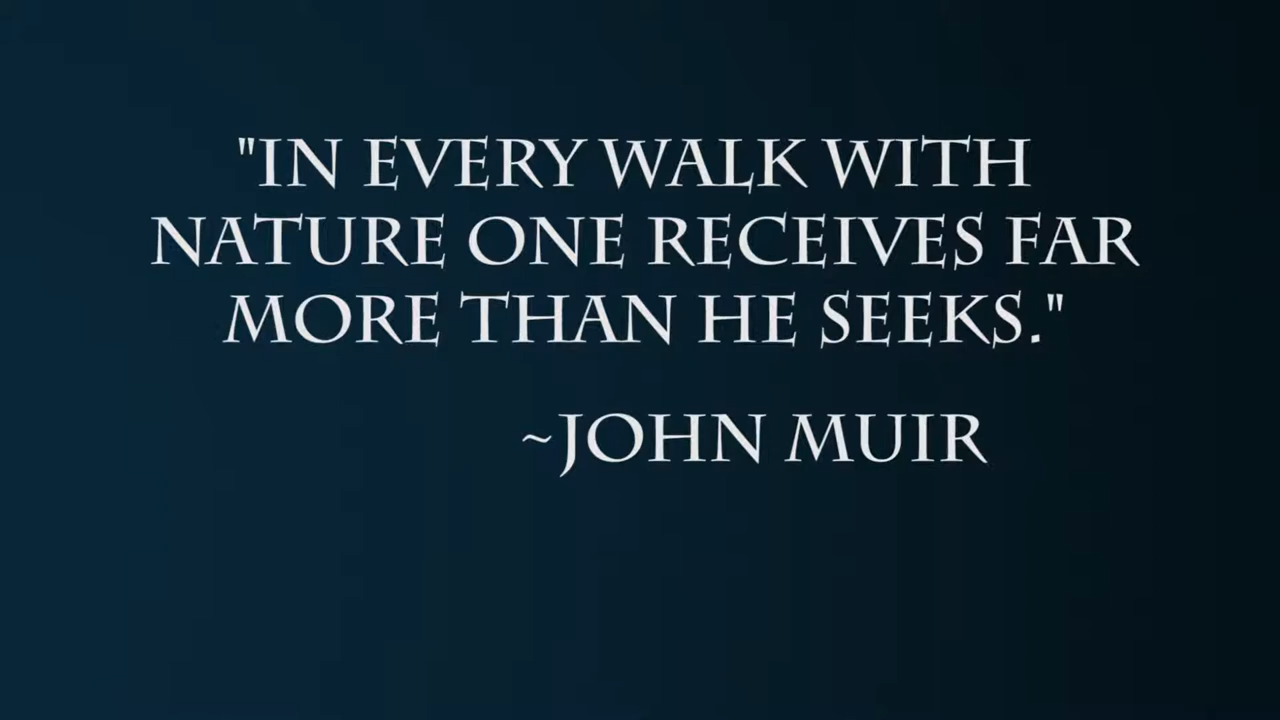 "IN EVERY WALK WITH
NATURE ONE RECEIVES FAR
MORE THAN HE SEEKS."
~JOHN MUIR